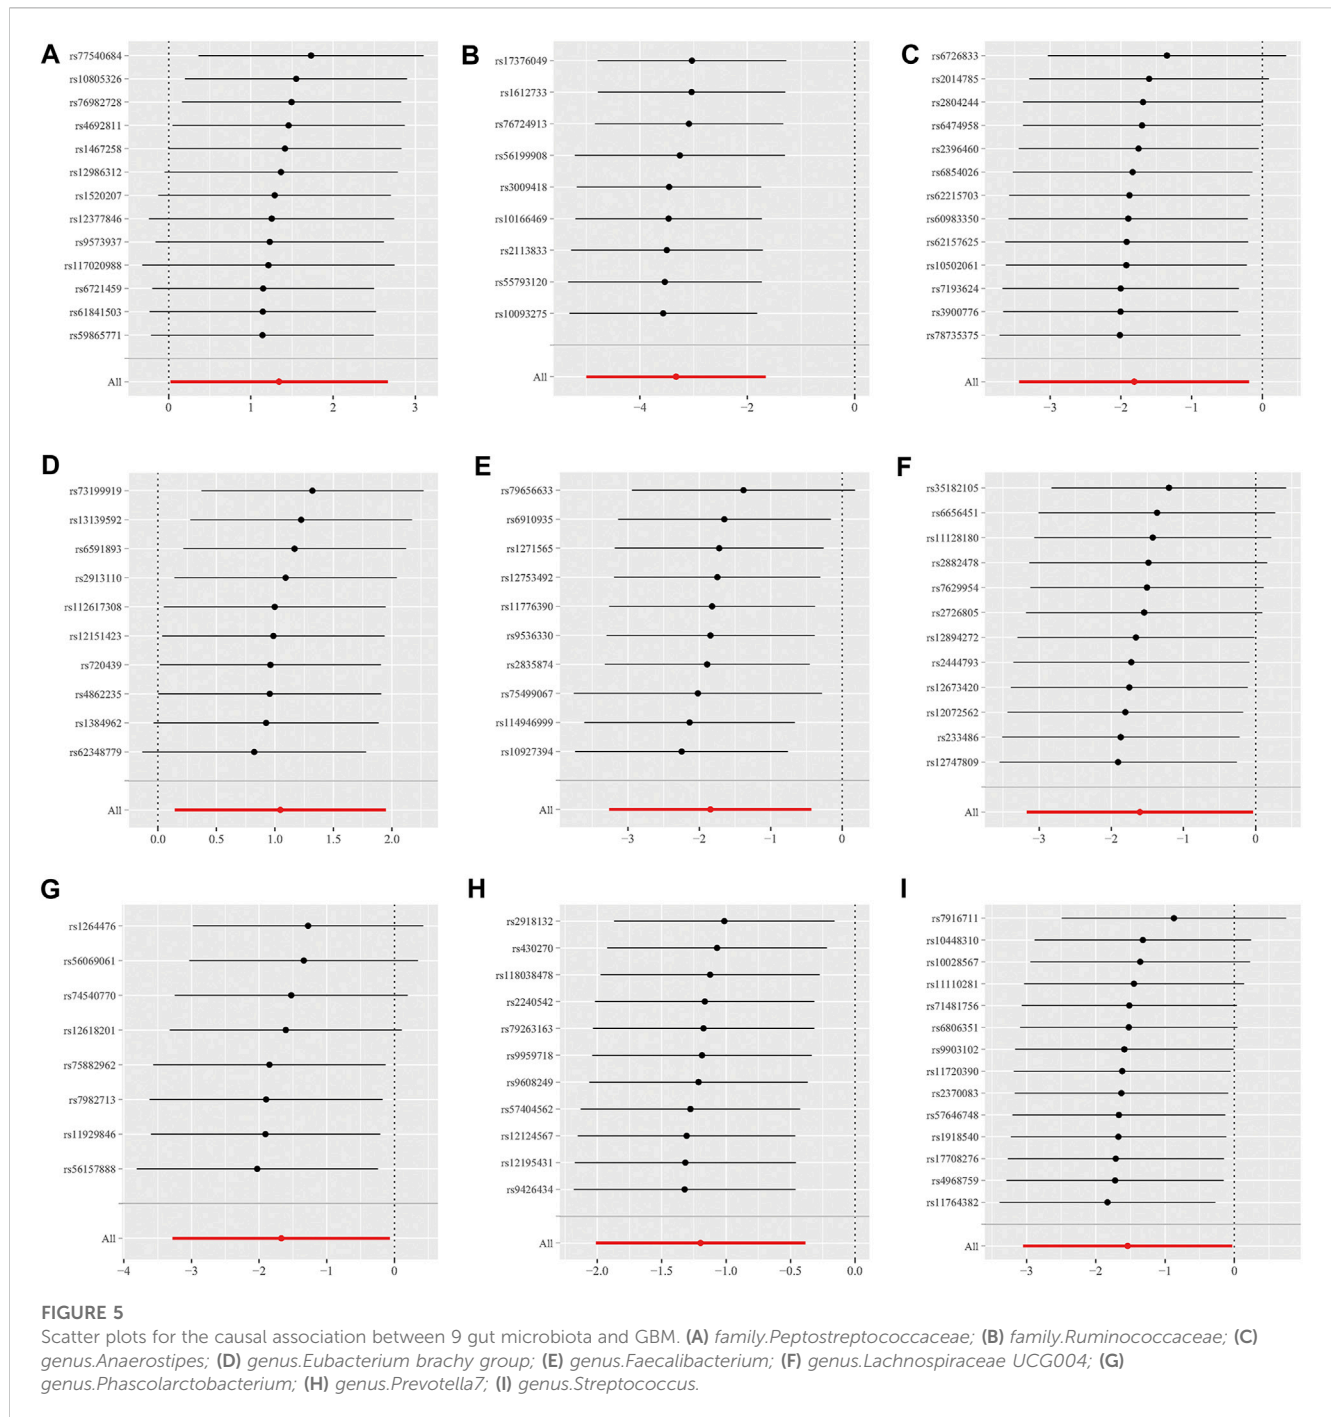 A
rs77540684
rs10805326
rs76982728
rs4692811
rs1467258
rs12986312
rs1520207
rs12377846
rs9573937
rs117020988
rs6721459
rs61841503
rs59865771
All
0 1 2 3
B
rs17376049
rs1612733
rs76724913
rs56199908
rs3009418
rs10166469
rs2113833
rs55793120
rs10093275
All
−4 −2 0
C
rs6726833
rs2014785
rs2804244
rs6474958
rs2396460
rs6854026
rs62215703
rs60983350
rs62157625
rs10502061
rs7193624
rs3900776
rs78735375
All
−3 −2 −1 0
D
rs73199919
rs13139592
rs6591893
rs2913110
rs112617308
rs12151423
rs720439
rs4862235
rs1384962
rs62348779
All
0.0 0.5 1.0 1.5 2.0
E
rs79656633
rs6910935
rs1271565
rs12753492
rs11776390
rs9536330
rs2835874
rs75499067
rs114946999
rs10927394
All
−3 −2 −1 0
F
rs35182105
rs6656451
rs11128180
rs2882478
rs7629954
rs2726805
rs12894272
rs2444793
rs12673420
rs12072562
rs233486
rs12747809
All
−3 −2 −1 0
G
rs1264476
rs56069061
rs74540770
rs12618201
rs75882962
rs7982713
rs11929846
rs56157888
All
−4 −3 −2 −1 0
H
rs2918132
rs430270
rs118038478
rs2240542
rs79263163
rs9959718
rs9608249
rs57404562
rs12124567
rs12195431
rs9426434
All
−2.0 −1.5 −1.0 −0.5 0.0
I
rs7916711
rs10448310
rs10028567
rs11110281
rs71481756
rs6806351
rs9903102
rs11720390
rs2370083
rs57646748
rs1918540
rs17708276
rs4968759
rs11764382
All
−3 −2 −1 0
FIGURE 5
Scatter plots for the causal association between 9 gut microbiota and GBM. (A) family.Peptostreptococcaceae; (B) family.Ruminococcaceae; (C)
genus.Anaerostipes; (D) genus.Eubacterium brachy group; (E) genus.Faecalibacterium; (F) genus.Lachnospiraceae UCG004; (G)
genus.Phascolarctobacterium; (H) genus.Prevotella7; (I) genus.Streptococcus.